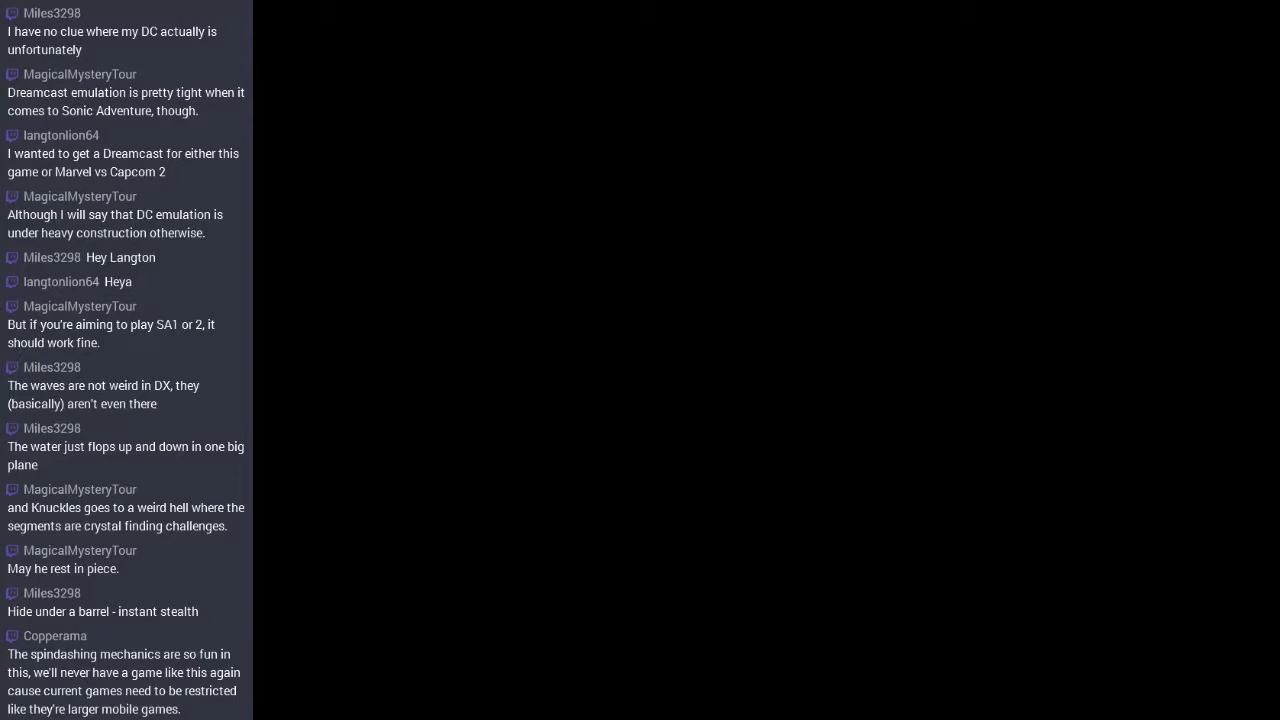 Miles3298
I have no clue where my DC actually is
unfortunately
MagicalMysteryTour
Dreamcast emulation is pretty tight when it
comes to Sonic Adventure, though.
langtonlion64
I wanted to get a Dreamcast for either this
game or Marvel vs Capcom 2
MagicalMysteryTour
Although I will say that DC emulation is
under heavy construction otherwise.
Miles3298 Hey Langton
langtonlion64 Heya
MagicalMysteryTour
But if you're aiming to play SA1 or 2, it
should work fine.
Miles3298
The waves are not weird in DX, they
(basically) aren't even there
Miles3298
The water just flops up and down in one big
plane
MagicalMysteryTour
and Knuckles goes to a weird hell where the
segments are crystal finding challenges.
MagicalMysteryTour
May he rest in piece.
Miles3298
Hide under a barrel - instant stealth
Copperama
The spindashing mechanics are so fun in
this, we'll never have a game like this again
cause current games need to be restricted
like they're larger mobile games.